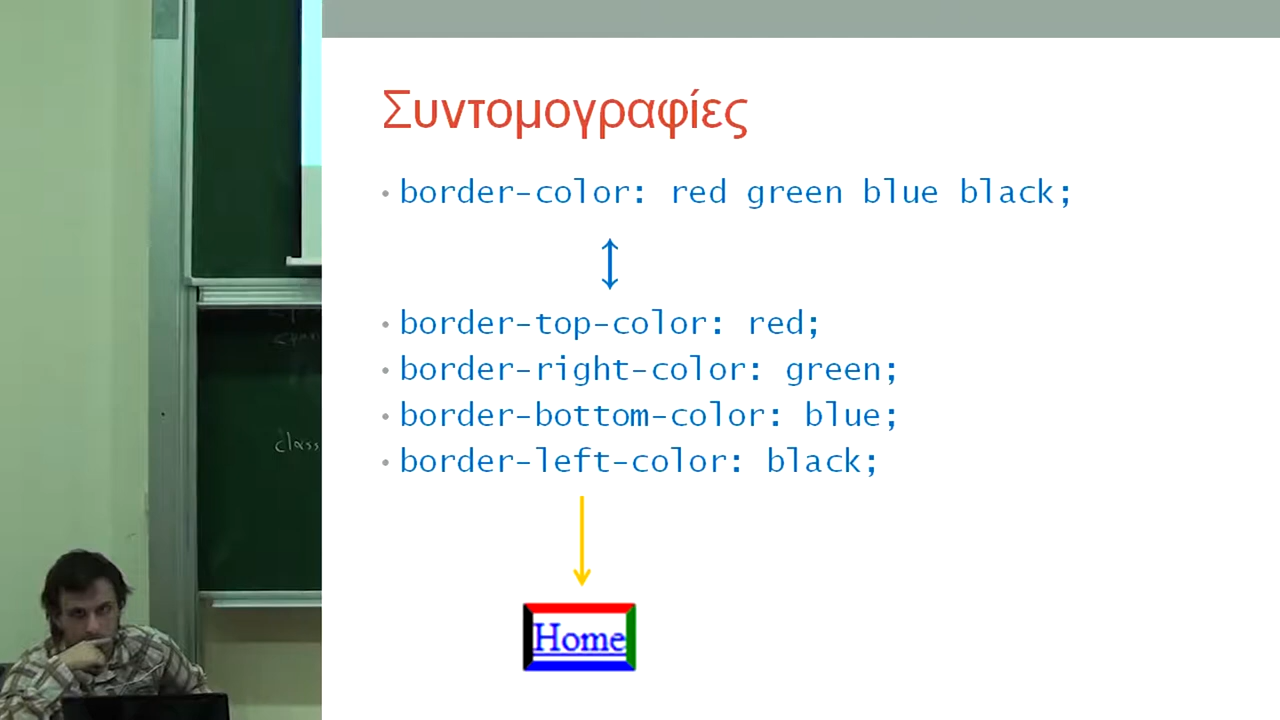 Συντομογραφίες
• border-color: red green blue black;
• border-top-color: red;
• border-right-color: green;
• border-bottom-color: blue;
• border-left-color: black;
Home
class